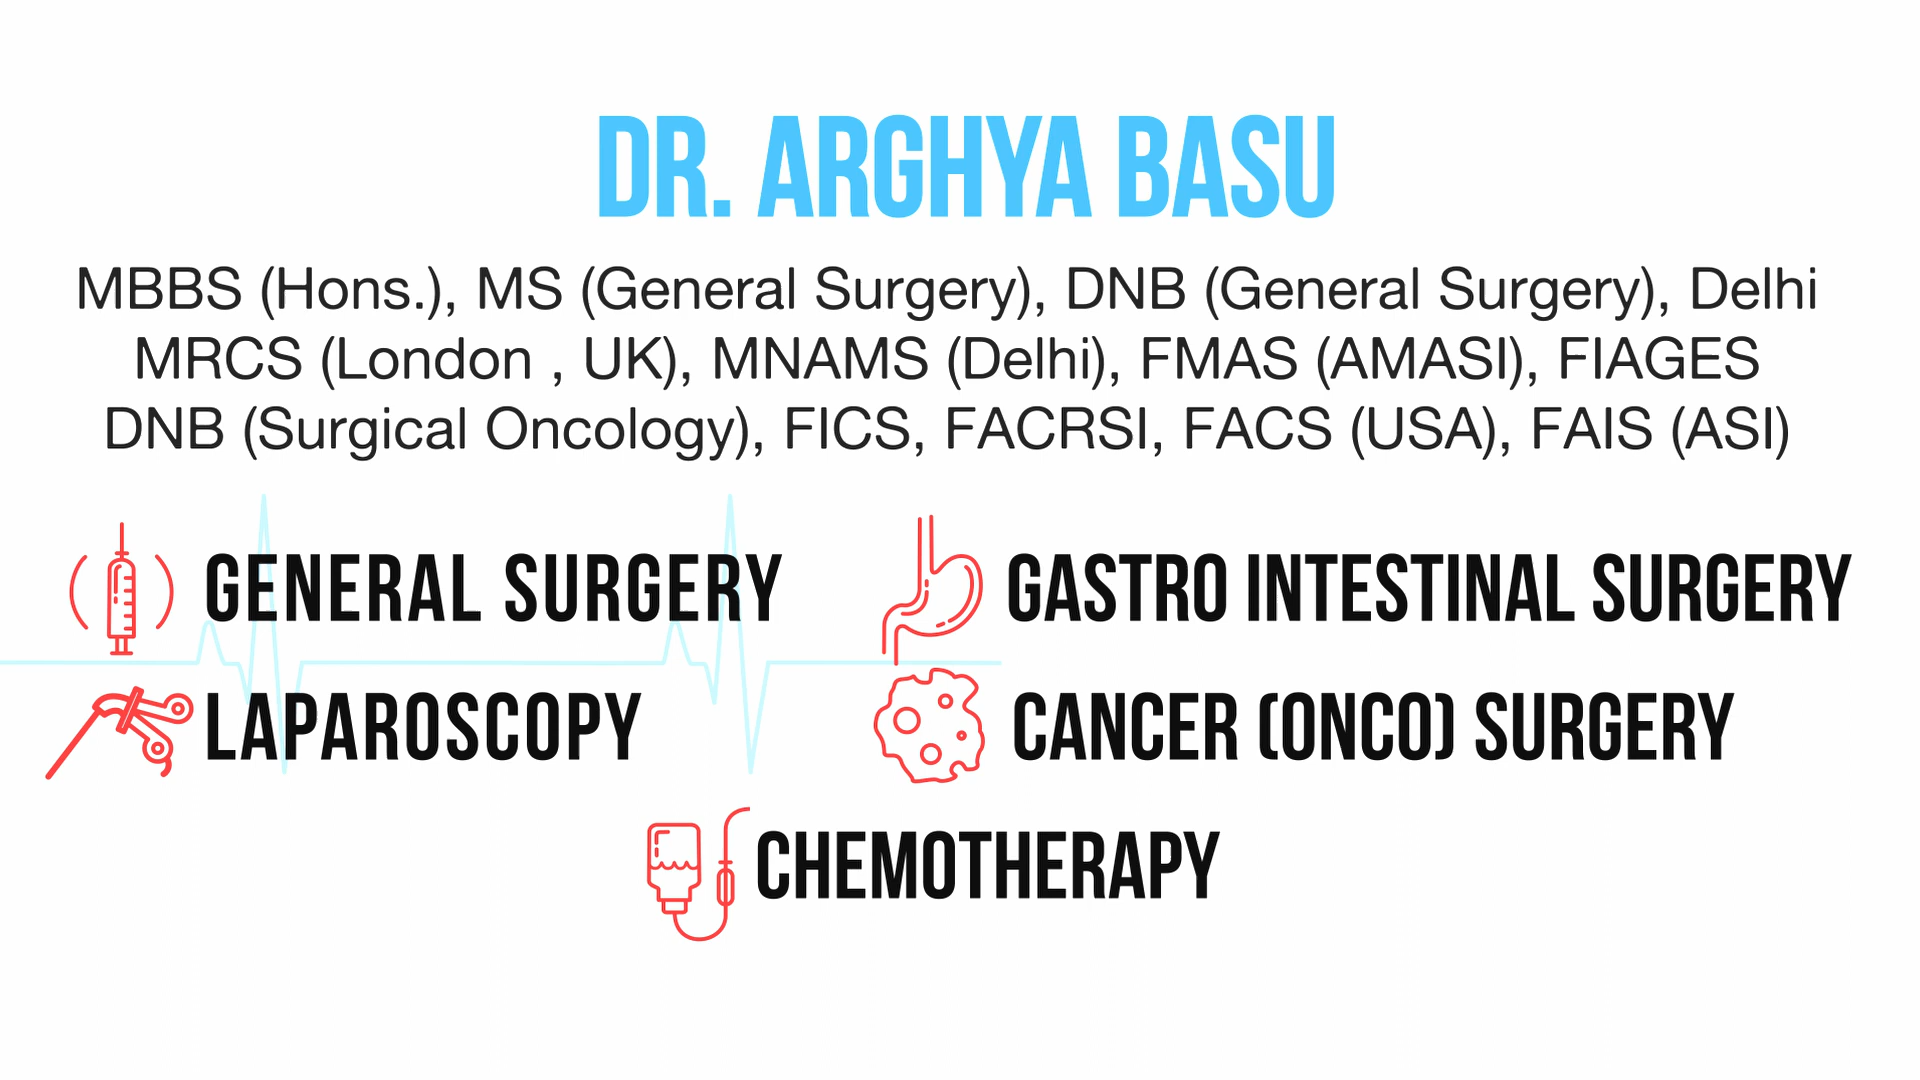 DR. ARGHYA BASU
MBBS (Hons.), MS (General Surgery), DNB (General Surgery), Delhi
MRCS (London , UK), MNAMS (Delhi), FMAS (AMASI), FIAGES
DNB (Surgical Oncology), FICS, FACRSI, FACS (USA), FAIS (ASI)
GENERAL SURGERY
GASTRO INTESTINAL SURGERY
LAPAROSCOPY
CANCER (ONCO) SURGERY
CHEMOTHERAPY